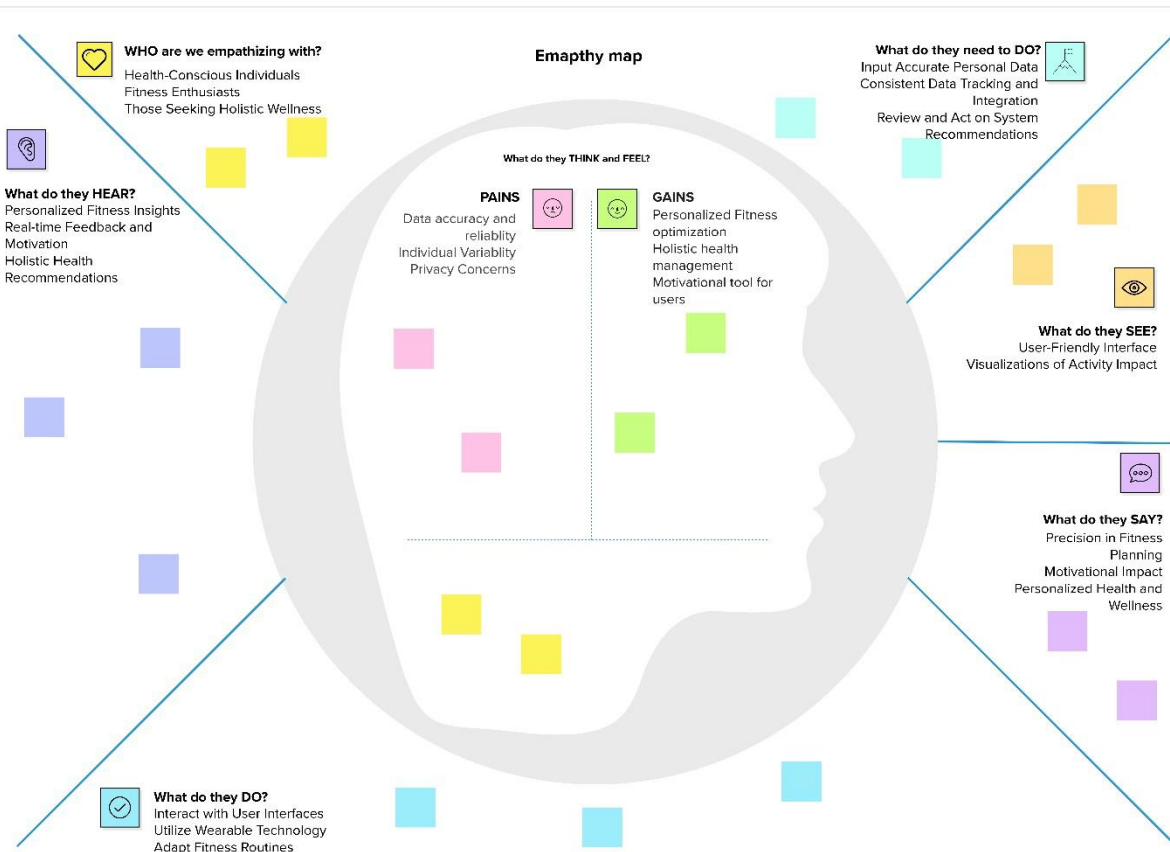 Emapthy map
WHO are we empathizing with?
Health-Conscious Individuals
Fitness Enthusiasts
Those Seeking Holistic Wellness
What do they need to DO?
Input Accurate Personal Data
Consistent Data Tracking and
Integration
Review and Act on System
Recommendations
What do they HEAR?
Personalized Fitness Insights
Real-time Feedback and
Motivation
Holistic Health
Recommendations
What do they THINK and FEEL?
PAINS
Data accuracy and
reliablity
Individual Variablity
Privacy Concerns
GAINS
Personalized Fitness
optimization
Holistic health
management
Motivational tool for
users
What do they SEE?
User-Friendly Interface
Visualizations of Activity Impact
What do they SAY?
Precision in Fitness
Planning
Motivational Impact
Personalized Health and
Wellness
What do they DO?
Interact with User Interfaces
Utilize Wearable Technology
Adapt Fitness Routines